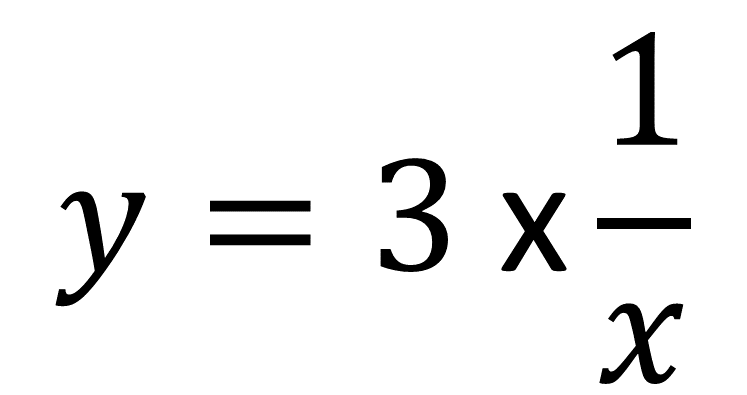 y = 3 x 1/x